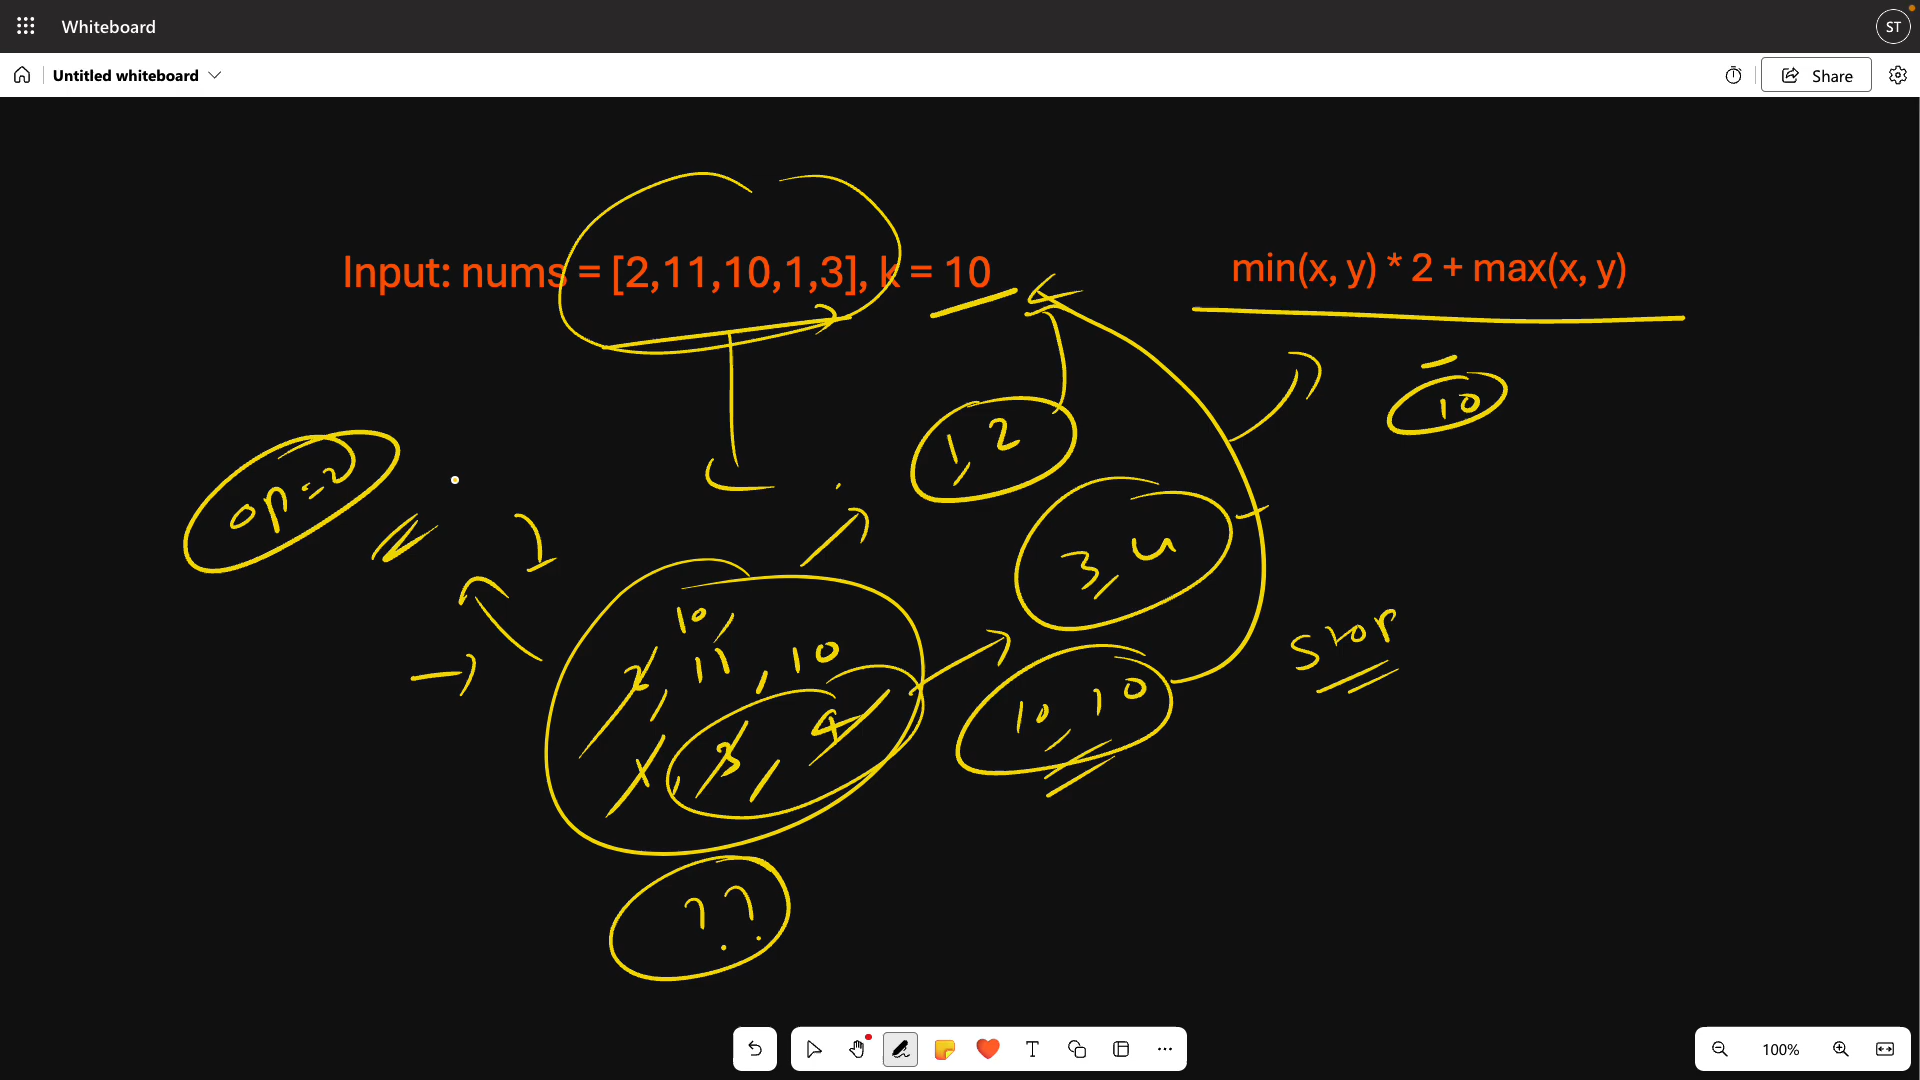 Whiteboard
ST
Untitled whiteboard
Share
Input: nums = [2,11,10,1,3], k = 10
min(x, y) * 2 + max(x, y)
10
1, 2
op=2
3, 4
10,
2, 11, 10
1, 3, 4
10, 10
stop
??
T
100%